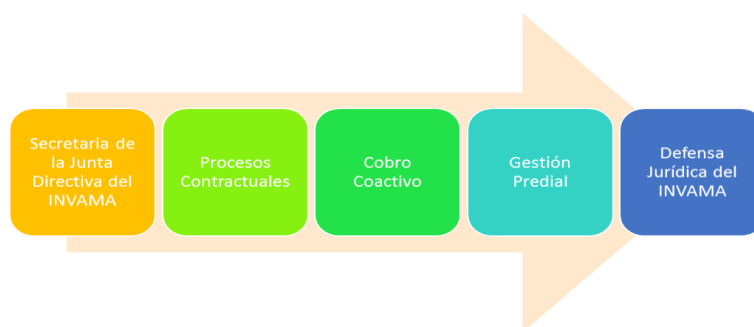 Secretaria de
la Junta
Directiva del
INVAMA
Procesos
Contractuales
Cobro
Coactivo
Gestión
Predial
Defensa
Jurídica del
INVAMA